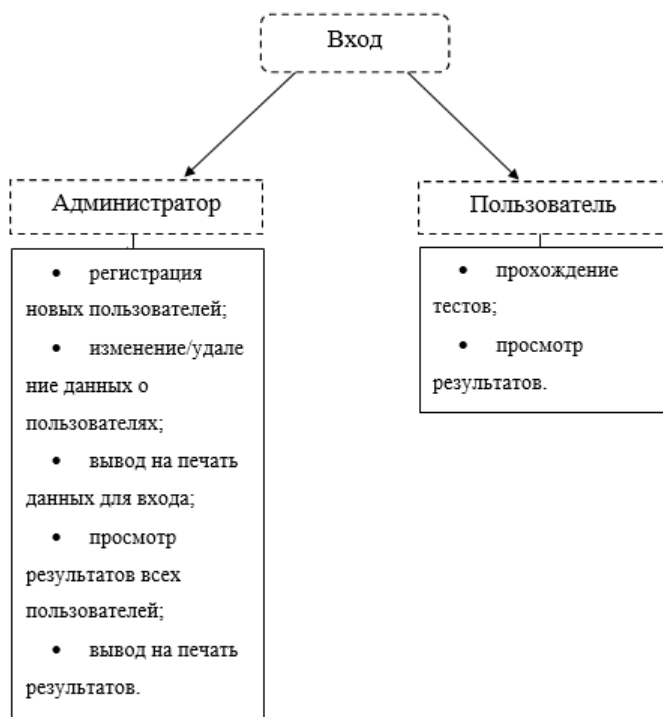 Вход
Администратор
Пользователь
• регистрация
новых пользователей;
• изменение/удале
ние данных о
пользователях;
• вывод на печать
данных для входа;
• просмотр
результатов всех
пользователей;
• вывод на печать
результатов.
• прохождение
тестов;
• просмотр
результатов.